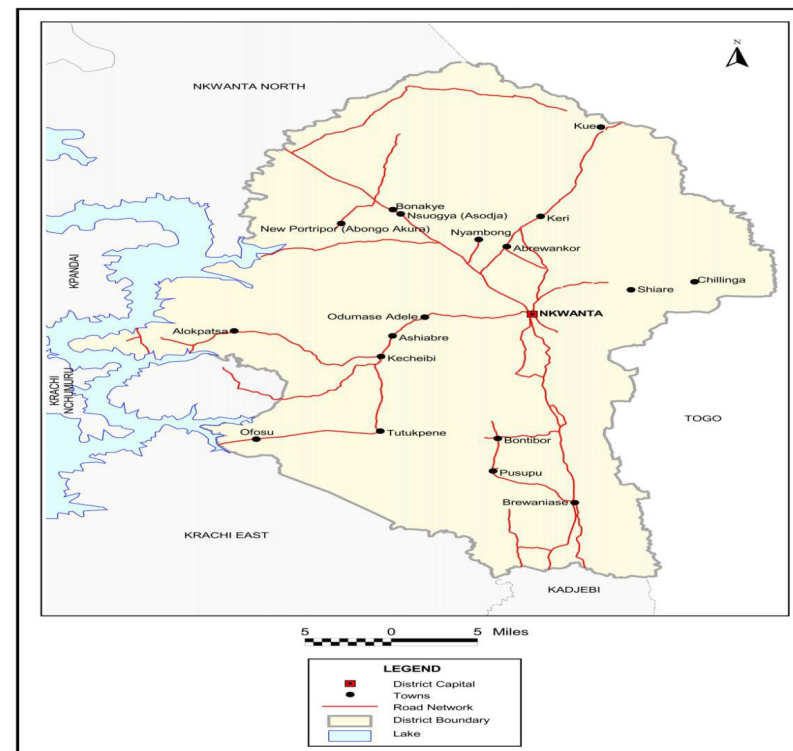 N
NKWANTA NORTH
Kue
Bonakye
Nsuogya (Asodja)
Keri
New Portripor (Abongo Akura)
Nyambong
Abrewankor
KPANDAI
Shiare
Chillinga
Odumase Adele
NKWANTA
Alokpatsa
Ashiabre
Kecheibi
KRACHI
NCHUMURU
TOGO
Ofosu
Tutukpene
Bontibor
Pusupu
Brewaniase
KRACHI EAST
KADJEBI
5 0 5 Miles
LEGEND
District Capital
Towns
Road Network
District Boundary
Lake